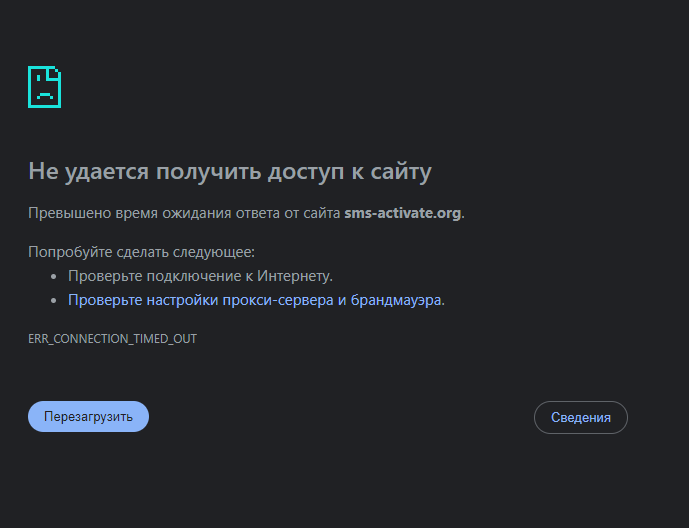 Не удается получить доступ к сайту
Превышено время ожидания ответа от сайта sms-activate.org.
Попробуйте сделать следующее:
• Проверьте подключение к Интернету.
• Проверьте настройки прокси-сервера и брандмауэра.
ERR_CONNECTION_TIMED_OUT
Перезагрузить
Сведения